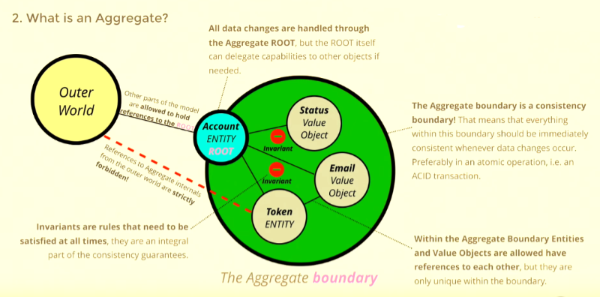 2. What is an Aggregate?
All data changes are handled through
the Aggregate ROOT, but the ROOT itself
can delegate capabilities to other objects if
needed.
Outer
World
Other parts of the model
are allowed to hold
references to the ROOT
Account
ENTITY
ROOT
Status
Value
Object
Invariant
Email
Value
Object
Invariant
Token
ENTITY
References to Aggregate internals
from the outer world are strictly
forbidden!
The Aggregate boundary is a consistency
boundary! That means that everything
within this boundary should be immediately
consistent whenever data changes occur.
Preferably in an atomic operation, i.e. an
ACID transaction.
Invariants are rules that need to be
satisfied at all times, they are an integral
part of the consistency guarantees.
Within the Aggregate Boundary Entities
and Value Objects are allowed have
references to each other, but they are
only unique within the boundary.
The Aggregate boundary